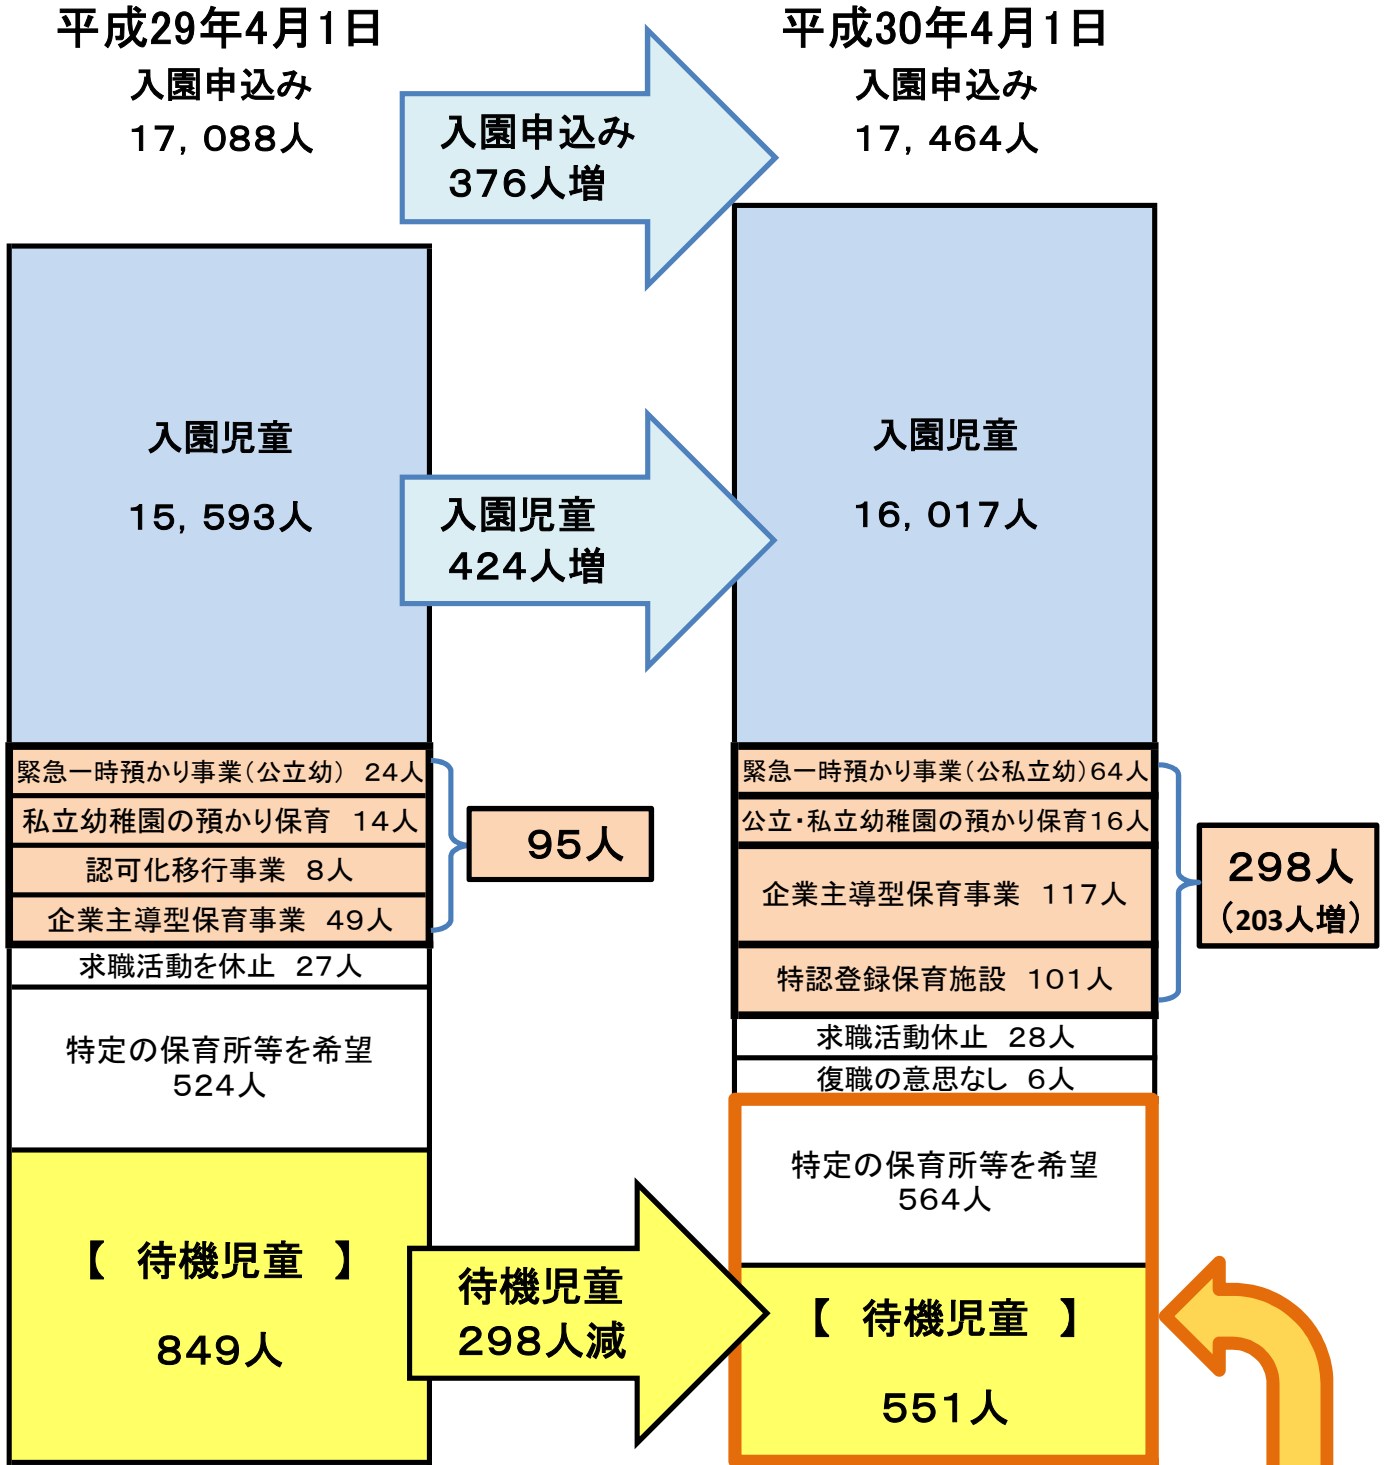 平成29年4月1日
入園申込み
17,088人
入園申込み
376人増
平成30年4月1日
入園申込み
17,464人
入園児童
15,593人
入園児童
424人増
入園児童
16,017人
緊急一時預かり事業(公立幼) 24人
私立幼稚園の預かり保育 14人
認可化移行事業 8人
企業主導型保育事業 49人
95人
求職活動を休止 27人
特定の保育所等を希望
524人
【 待機児童 】
849人
待機児童
298人減
緊急一時預かり事業(公私立幼)64人
公立・私立幼稚園の預かり保育16人
企業主導型保育事業 117人
特認登録保育施設 101人
298人
(203人増)
求職活動休止 28人
復職の意思なし 6人
特定の保育所等を希望
564人
【 待機児童 】
551人